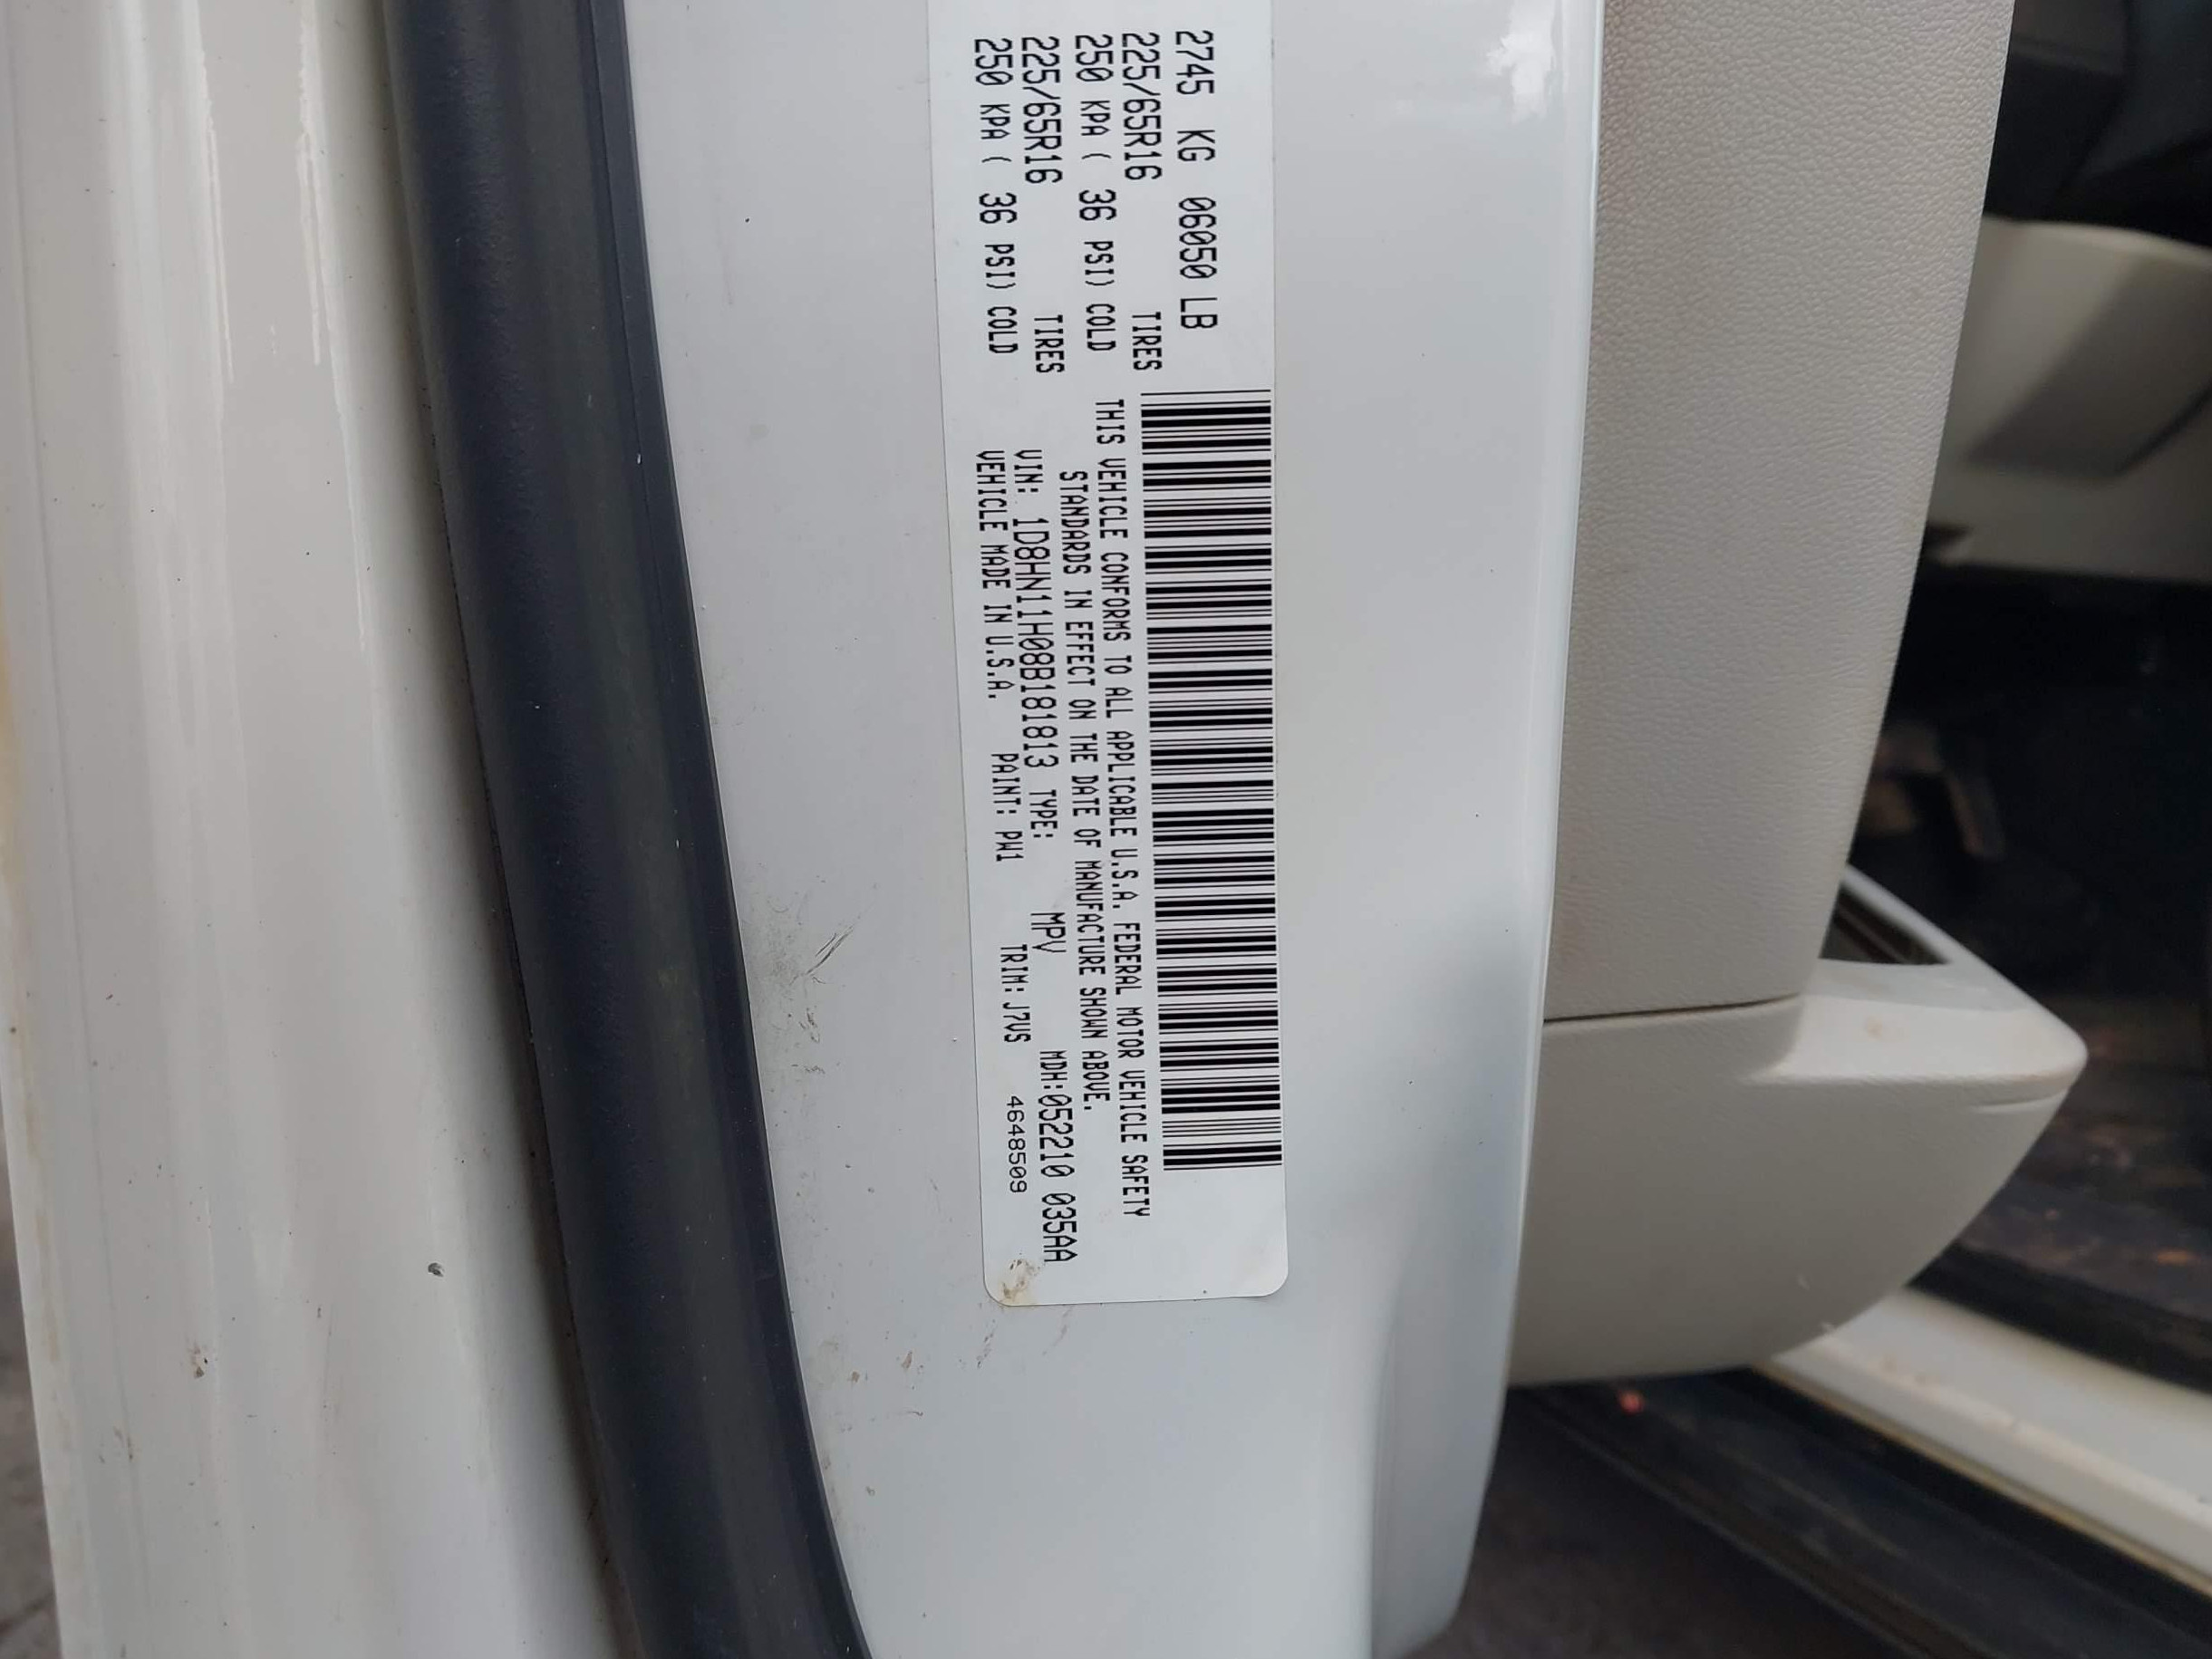 2745 KG 06050 LB
225/65R16 TIRES
250 KPA ( 36 PSI) COLD
225/65R16 TIRES
250 KPA ( 36 PSI) COLD
THIS VEHICLE CONFORMS TO ALL APPLICABLE U.S.A. FEDERAL MOTOR VEHICLE SAFETY
STANDARDS IN EFFECT ON THE DATE OF MANUFACTURE SHOWN ABOVE.
VIN: 1D8HN11H08B181813 TYPE: MPV MDH:052210 035AA
VEHICLE MADE IN U.S.A. PAINT: PW1 TRIM: J7VS 4648509